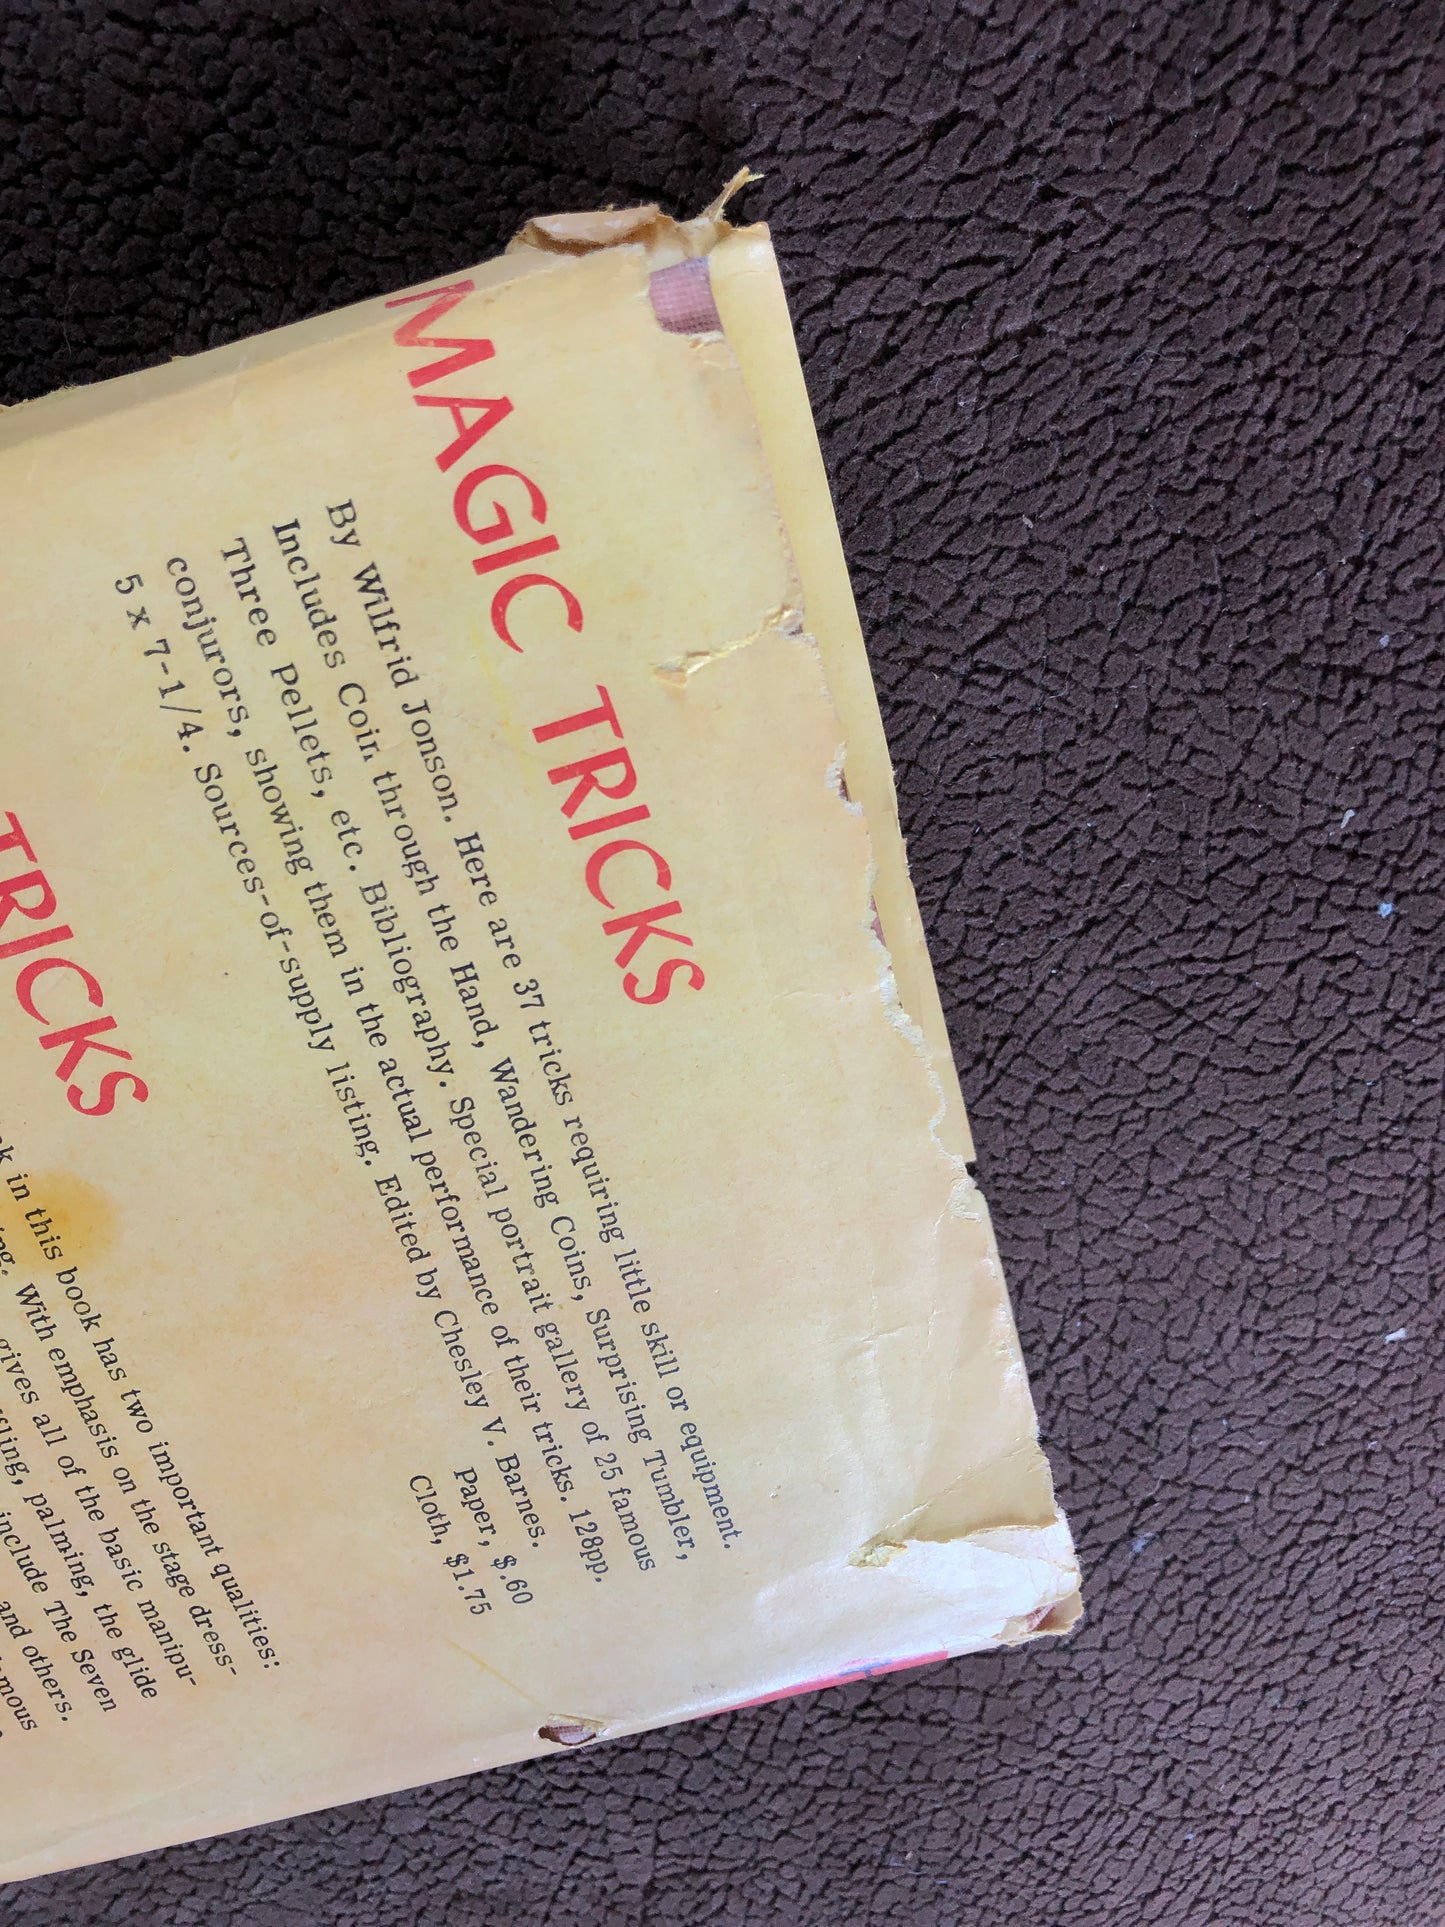 MAGIC TRICKS
By Wilfrid Jonson. Here are 37 tricks requiring little skill or equipment.
Includes Coin through the Hand, Wandering Coins, Surprising Tumbler,
Three Pellets, etc. Bibliography. Special portrait gallery of 25 famous
conjurors, showing them in the actual performance of their tricks. 128pp.
5 x 7-1/4. Sources-of-supply listing. Edited by Chesley V. Barnes.
Paper, $.60
Cloth, $1.75
TRICKS
in this book has two important qualities:
With emphasis on the stage dress-
gives all of the basic manipu-
palming, the glide
include The Seven
and others.